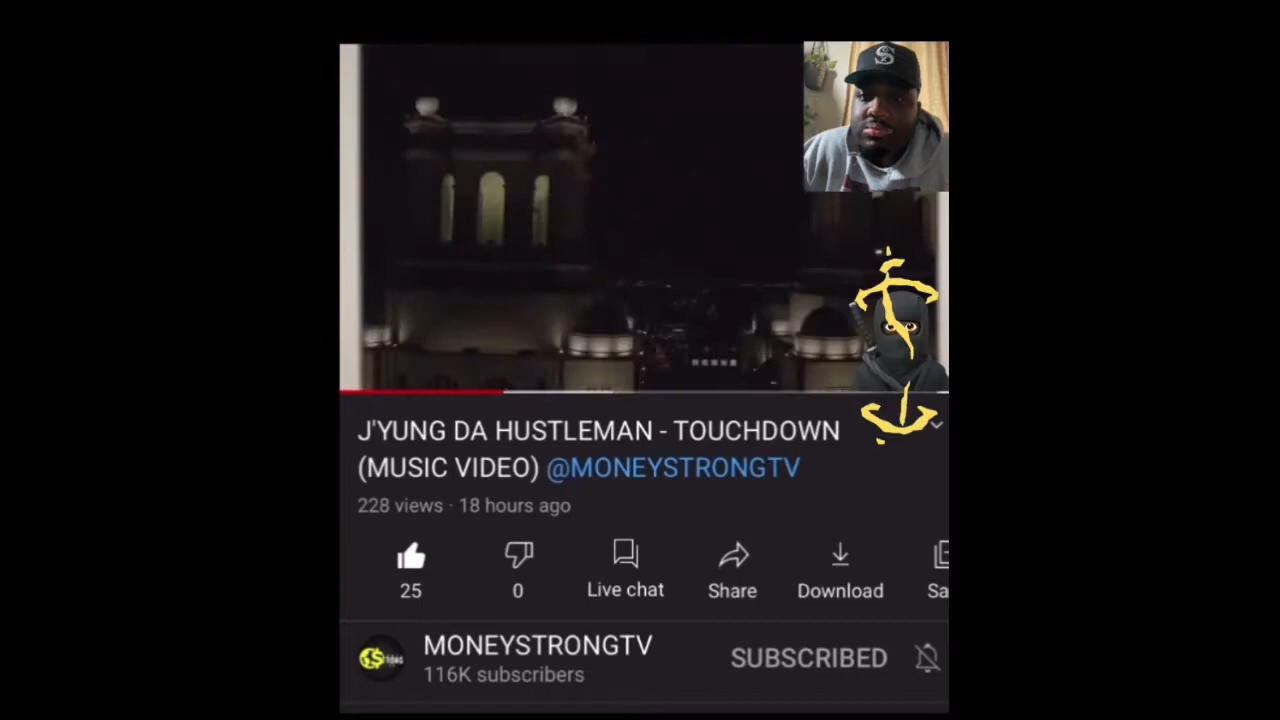 S
J'YUNG DA HUSTLEMAN - TOUCHDOWN
(MUSIC VIDEO) @MONEYSTRONGTV
228 views · 18 hours ago
25
0
Live chat
Share
Download
Sa
MONEYSTRONGTV
116K subscribers
SUBSCRIBED